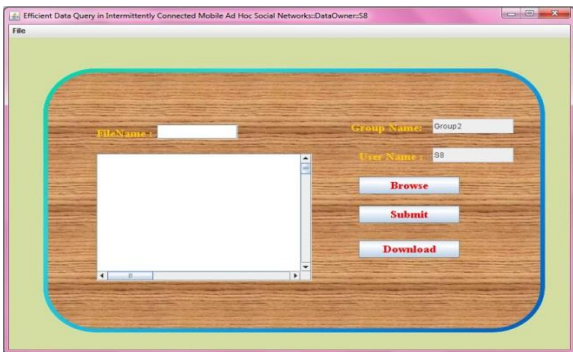 Efficient Data Query in Intermittently Connected Mobile Ad Hoc Social Networks::DataOwner::S8
File
FileName :
Group Name: Group2
User Name : S8
Browse
Submit
Download